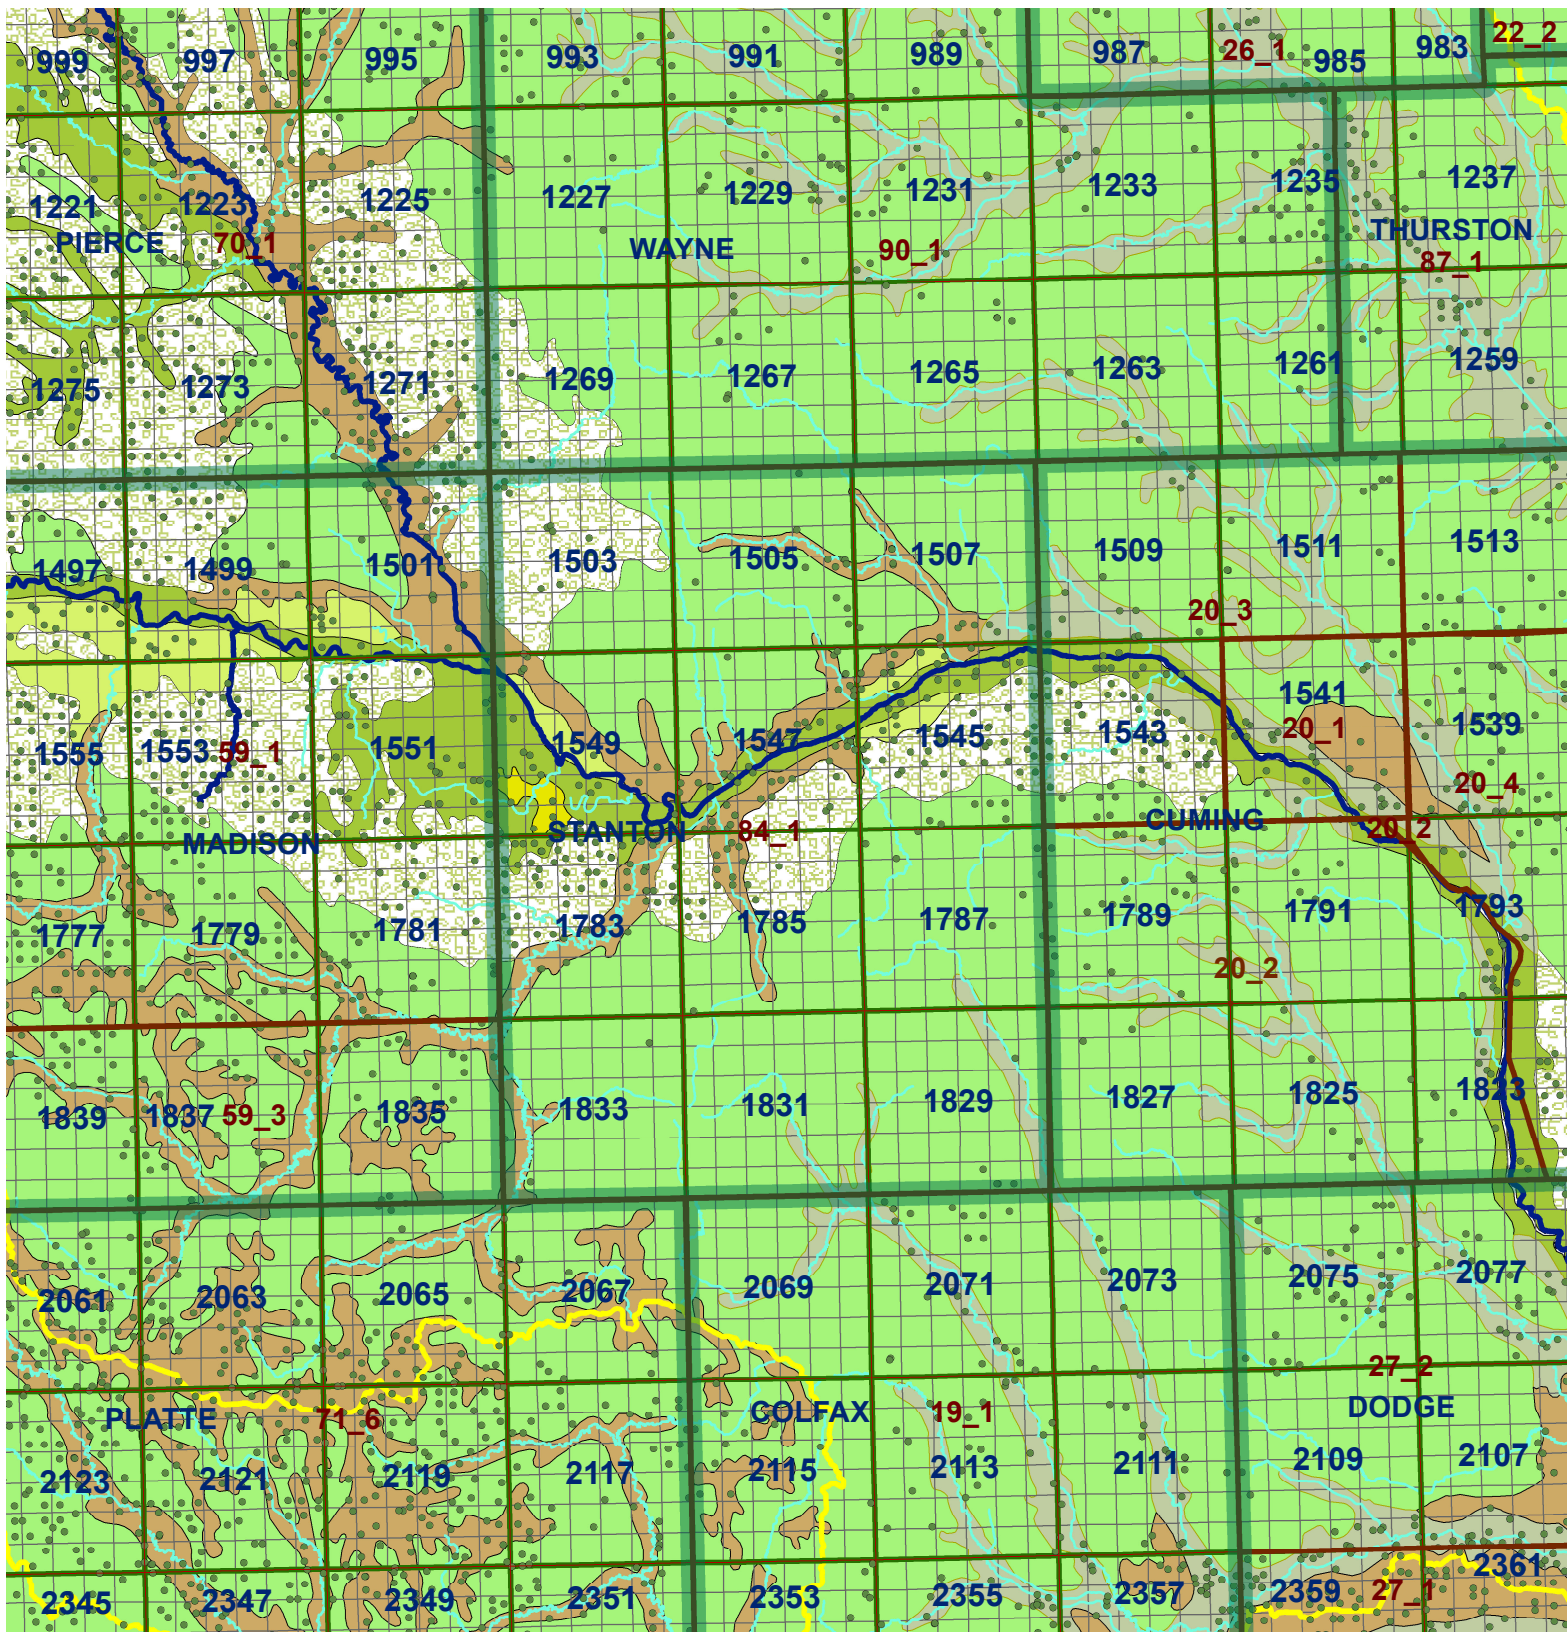 999 997 995 993 991 989 987 26_1 985 983 22_2
1221 1223 1225 1227 1229 1231 1233 1235 1237
PIERCE 70_1 WAYNE 90_1 THURSTON
87_1
1275 1273 1271 1269 1267 1265 1263 1261 1259
1497 1499 1501 1503 1505 1507 1509 1511 1513
20_3
1555 1553 59_1 1551 1549 1547 1545 1543 1541 1539
20_1
20_4
MADISON STANTON 84_1 CUMING 20_2
1777 1779 1781 1783 1785 1787 1789 1791 1793
20_2
1839 1837 59_3 1835 1833 1831 1829 1827 1825 1823
2061 2063 2065 2067 2069 2071 2073 2075 2077
27_2
PLATTE 71_6 COLFAX 19_1 DODGE
2123 2121 2119 2117 2115 2113 2111 2109 2107
2345 2347 2349 2351 2353 2355 2357 2359 27_1 2361